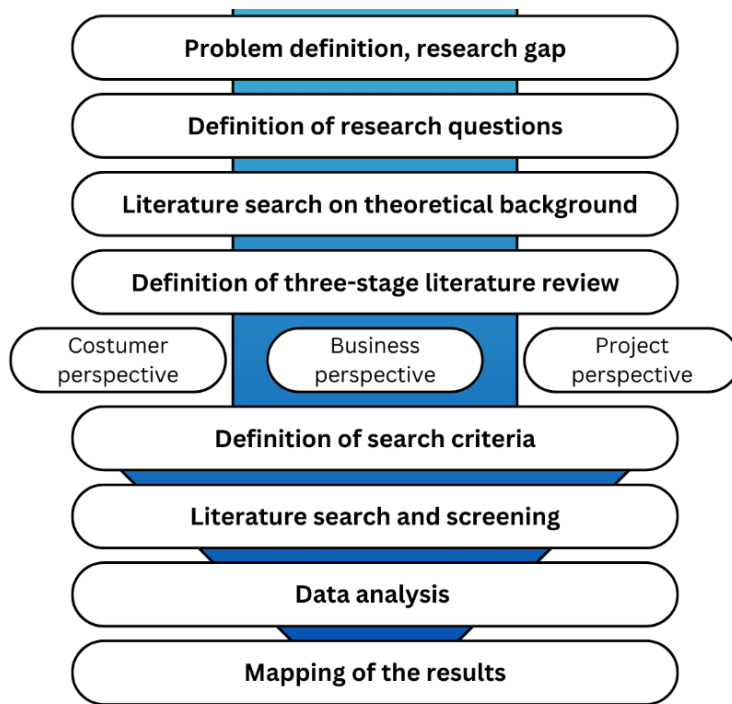 Problem definition, research gap
Definition of research questions
Literature search on theoretical background
Definition of three-stage literature review
Costumer
perspective
Business
perspective
Project
perspective
Definition of search criteria
Literature search and screening
Data analysis
Mapping of the results